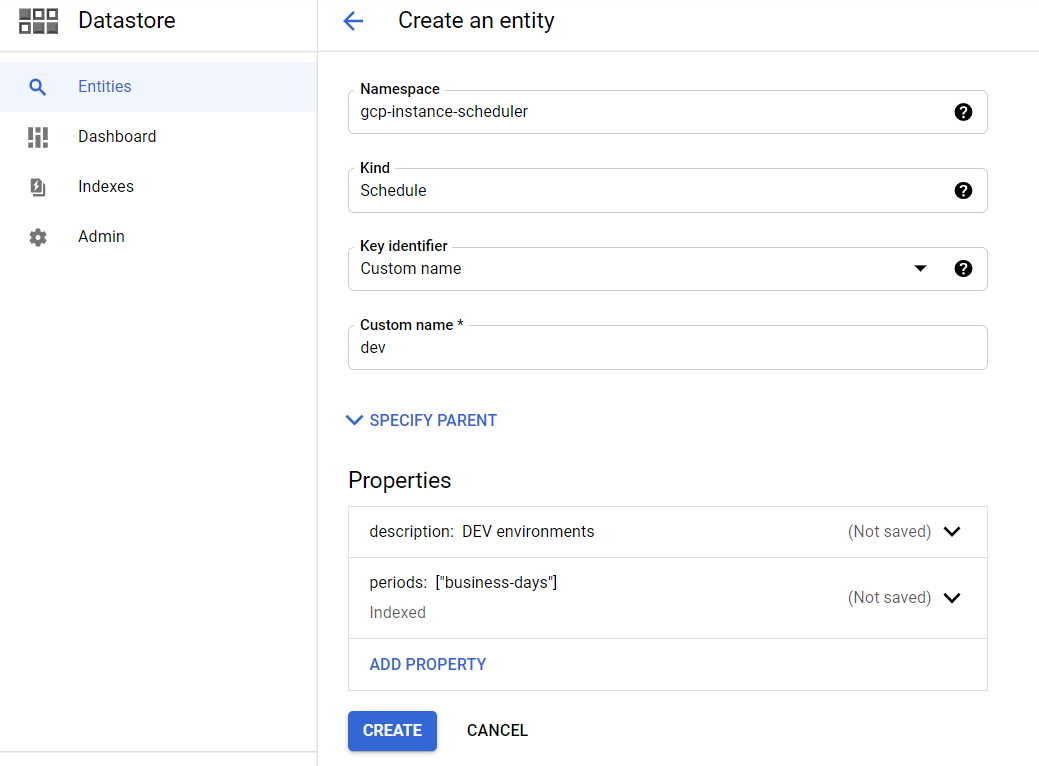 Datastore
Create an entity
Entities
Dashboard
Indexes
Admin
Namespace
gcp-instance-scheduler
Kind
Schedule
Key identifier
Custom name
Custom name *
dev
SPECIFY PARENT
Properties
description: DEV environments (Not saved)
periods: ["business-days"] (Not saved)
Indexed
ADD PROPERTY
CREATE CANCEL